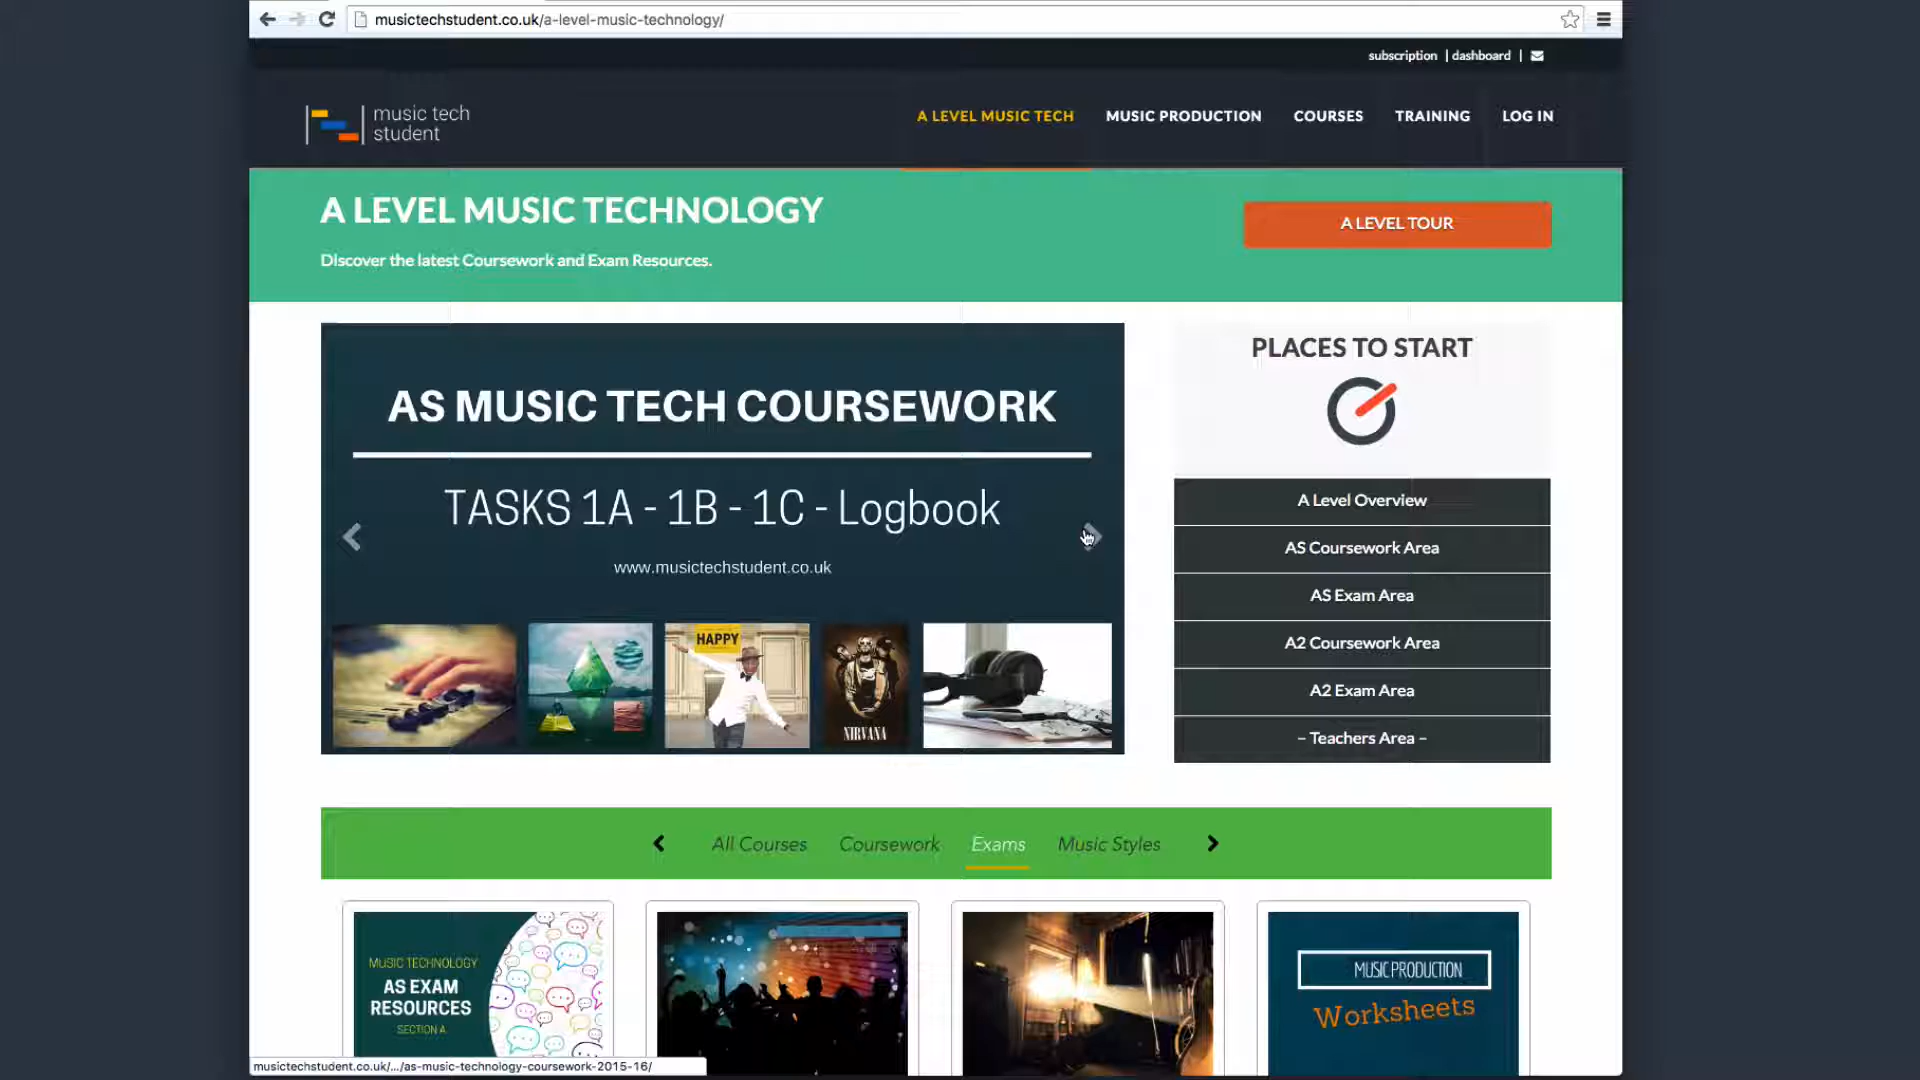 musictechstudent.co.uk/a-level-music-technology/
subscription | dashboard |
music tech
student
A LEVEL MUSIC TECH
MUSIC PRODUCTION
COURSES
TRAINING
LOG IN
A LEVEL MUSIC TECHNOLOGY
Discover the latest Coursework and Exam Resources.
A LEVEL TOUR
AS MUSIC TECH COURSEWORK
TASKS 1A - 1B - 1C - Logbook
www.musictechstudent.co.uk
HAPPY
NIRVANA
PLACES TO START
A Level Overview
AS Coursework Area
AS Exam Area
A2 Coursework Area
A2 Exam Area
– Teachers Area –
All Courses
Coursework
Exams
Music Styles
MUSIC TECHNOLOGY
AS EXAM
RESOURCES
SECTION A
MUSIC PRODUCTION
Worksheets
musictechstudent.co.uk/.../as-music-technology-coursework-2015-16/